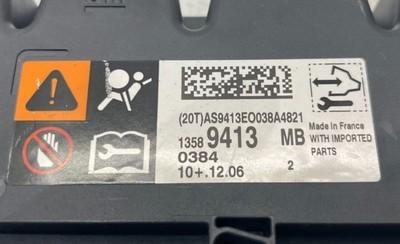 (20T)AS9413EO038A4821
1358 9413 MB
0384
10+.12.06 2
Made in France
WITH IMPORTED
PARTS